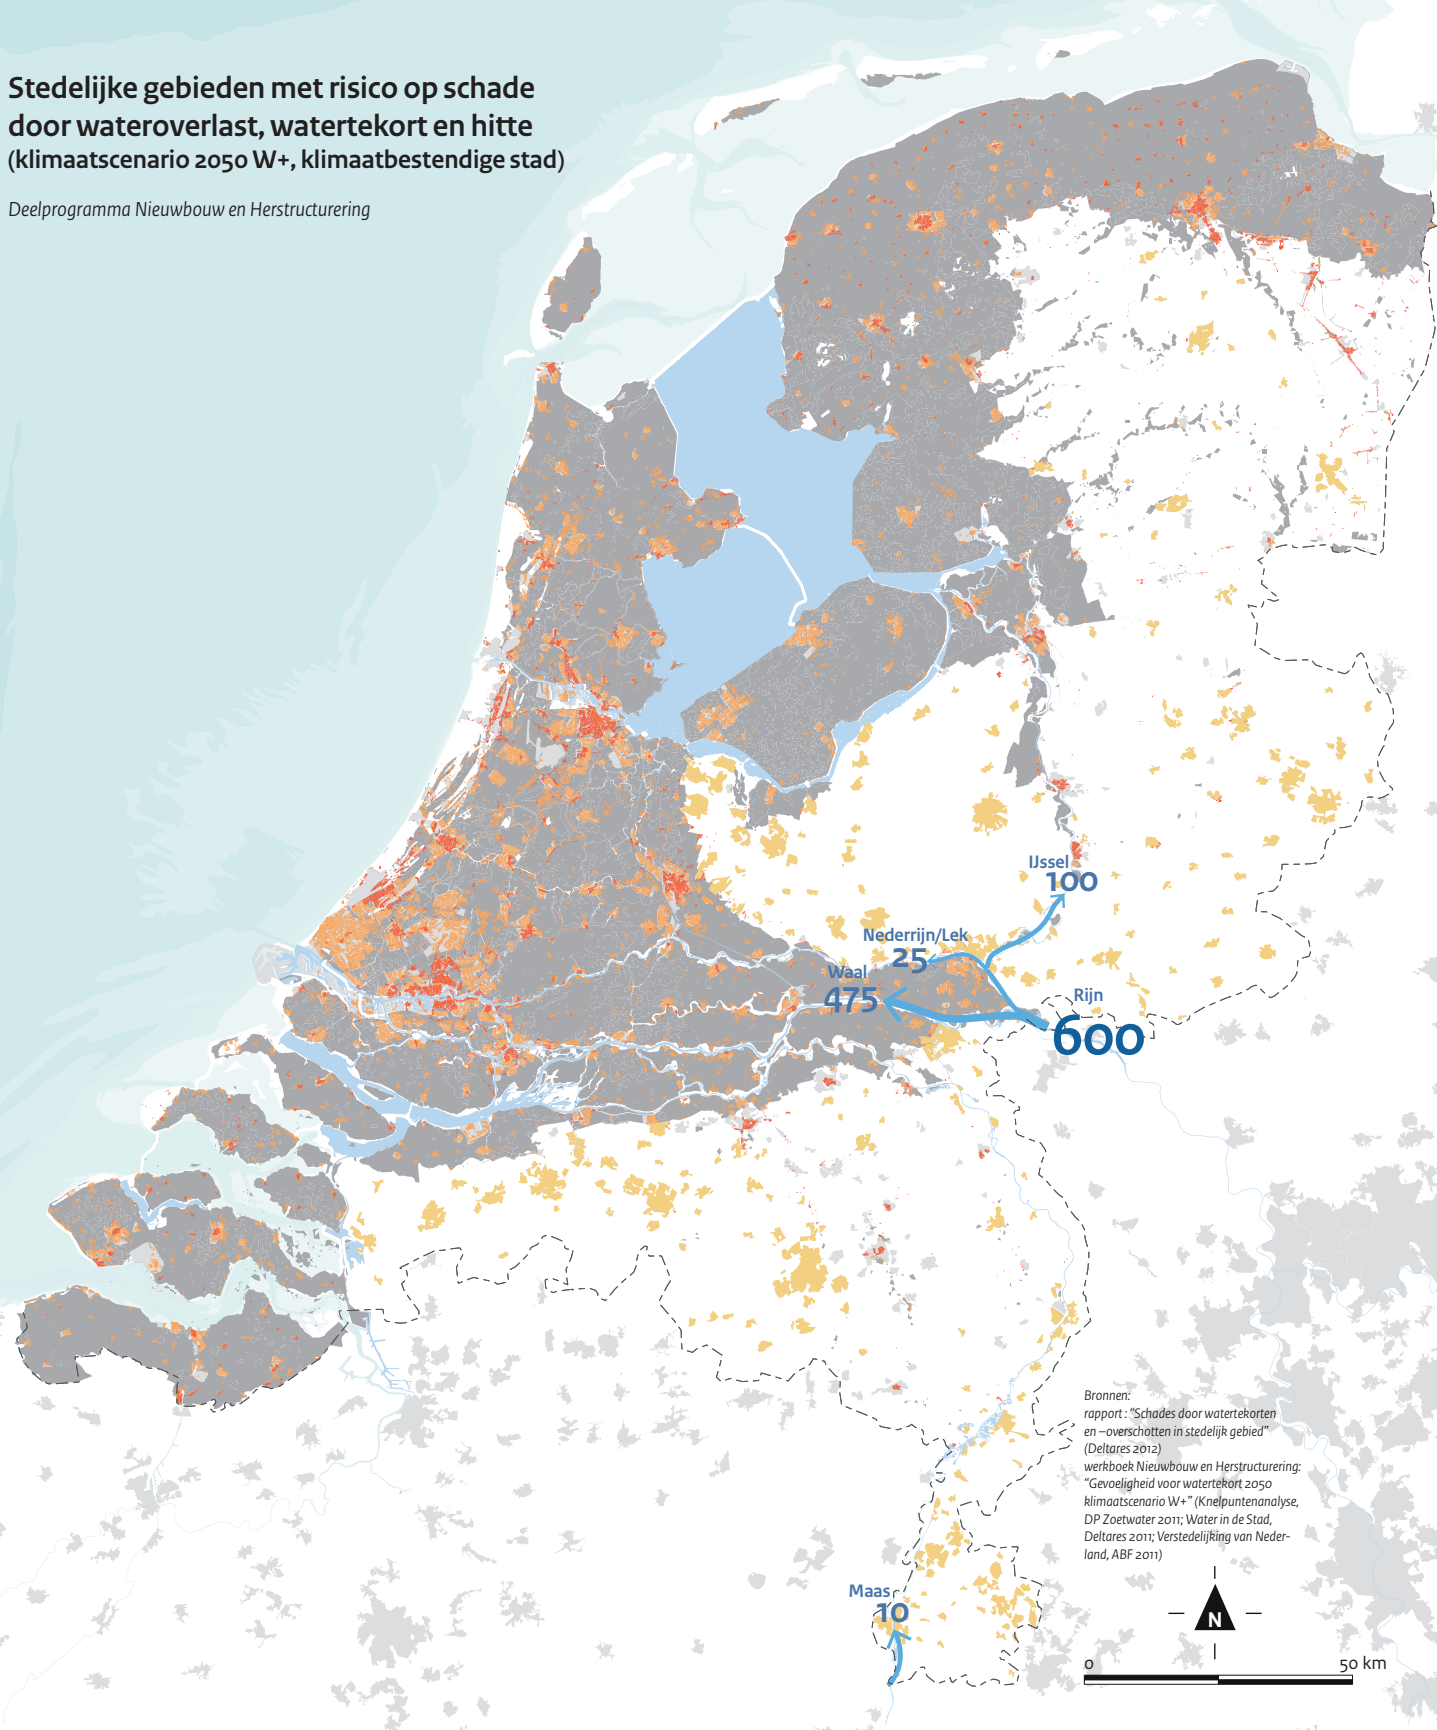 Stedelijke gebieden met risico op schade
door wateroverlast, watertekort en hitte
(klimaatscenario 2050 W+, klimaatbestendige stad)
Deelprogramma Nieuwbouw en Herstructurering
IJssel
100
Nederrijn/Lek
25
Waal
475
Rijn
600
Bronnen:
rapport : “Schades door watertekorten
en –overschotten in stedelijk gebied”
(Deltares 2012)
werkboek Nieuwbouw en Herstructurering:
“Gevoeligheid voor watertekort 2050
klimaatscenario W+” (Knelpuntenanalyse,
DP Zoetwater 2011; Water in de Stad,
Deltares 2011; Verstedelijking van Neder-
land, ABF 2011)
Maas
10
N
0 50 km